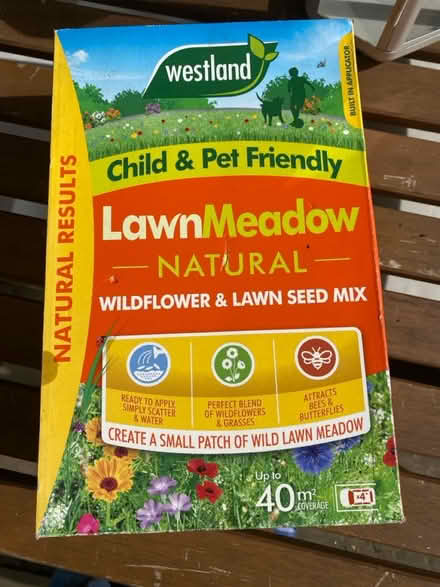 westland
BUILT IN APPLICATOR
Child & Pet Friendly
NATURAL RESULTS
LawnMeadow
NATURAL
WILDFLOWER & LAWN SEED MIX
READY TO APPLY.
SIMPLY SCATTER
& WATER
PERFECT BLEND
OF WILDFLOWERS
& GRASSES
ATTRACTS
BEES &
BUTTERFLIES
CREATE A SMALL PATCH OF WILD LAWN MEADOW
Up to
40m²
COVERAGE